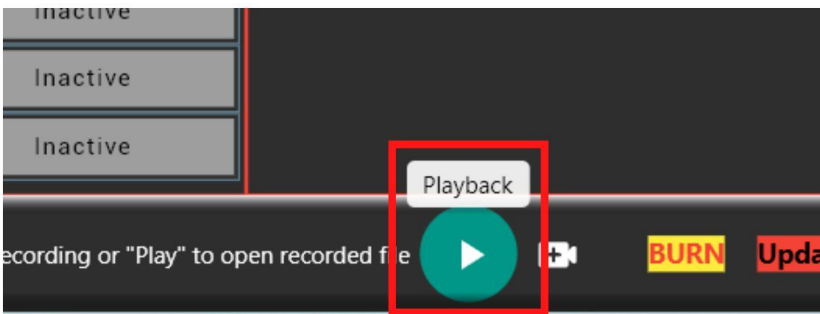 Inactive
Inactive
Inactive
Playback
ecording or "Play" to open recorded file
BURN Upda